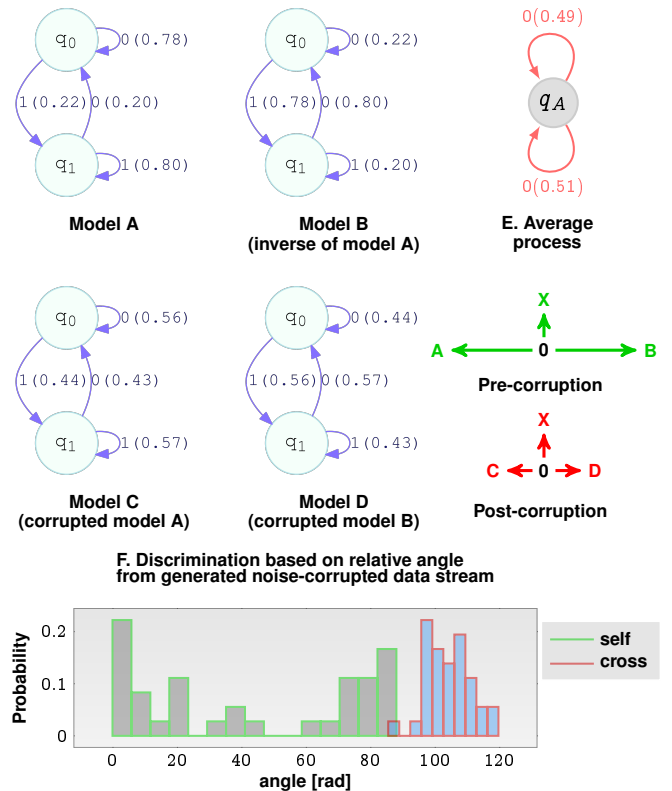 q0
0(0.78)
1(0.22)
0(0.20)
q1
1(0.80)
Model A
q0
0(0.22)
1(0.78)
0(0.80)
q1
1(0.20)
Model B
(inverse of model A)
0(0.49)
qA
0(0.51)
E. Average
process
q0
0(0.56)
1(0.44)
0(0.43)
q1
1(0.57)
Model C
(corrupted model A)
q0
0(0.44)
1(0.56)
0(0.57)
q1
1(0.43)
Model D
(corrupted model B)
X
A
0
B
Pre-corruption
X
C
0
D
Post-corruption
F. Discrimination based on relative angle
from generated noise-corrupted data stream
Probability
0.2
0.1
0
0 20 40 60 80 100 120
angle [rad]
self
cross